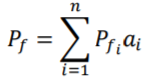 $$P_f = \sum_{i=1}^{n} P_{f_i} a_i$$